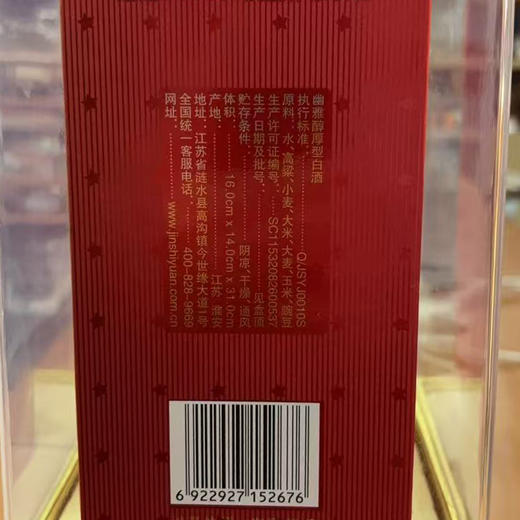 幽雅醇厚型白酒
执行标准： Q/JSYJ0010S
原料：水、高粱、小麦、大米、大麦、玉米、豌豆
生产许可证编号： SC11532082600537
生产日期及批号： 见盒顶
贮存条件： 阴凉、干燥、通风
体积： 16.0cm x 14.0cm x 31.0cm
产地： 江苏 淮安
地址：江苏省涟水县高沟镇今世缘大道1号
全国统一客服电话： 400-828-9669
网址： www.jinshiyuan.com.cn
6 922927 152676